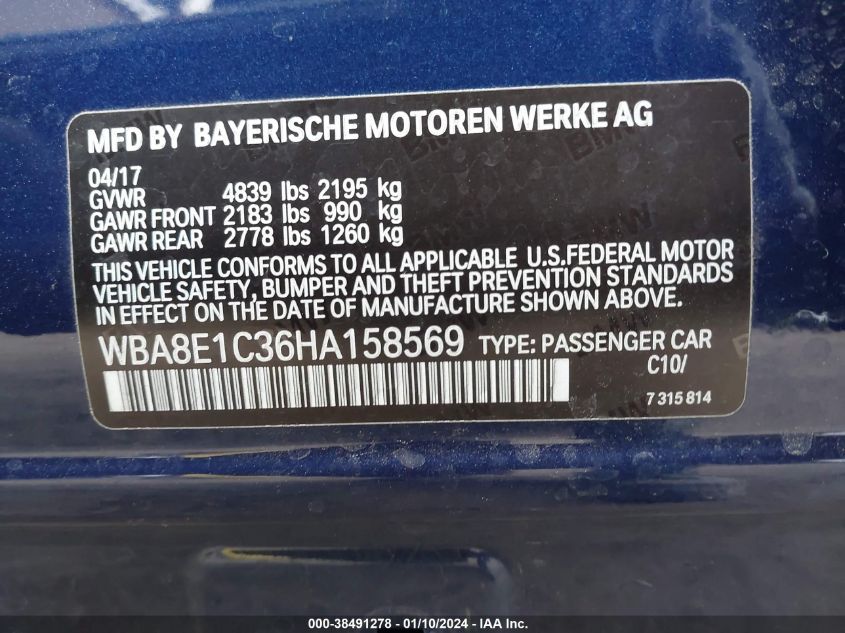 MFD BY BAYERISCHE MOTOREN WERKE AG
04/17
GVWR 4839 lbs 2195 kg
GAWR FRONT 2183 lbs 990 kg
GAWR REAR 2778 lbs 1260 kg
THIS VEHICLE CONFORMS TO ALL APPLICABLE U.S.FEDERAL MOTOR
VEHICLE SAFETY, BUMPER AND THEFT PREVENTION STANDARDS
IN EFFECT ON THE DATE OF MANUFACTURE SHOWN ABOVE.
WBA8E1C36HA158569 TYPE: PASSENGER CAR
C10/
7 315 814
000-38491278 - 01/10/2024 - IAA Inc.